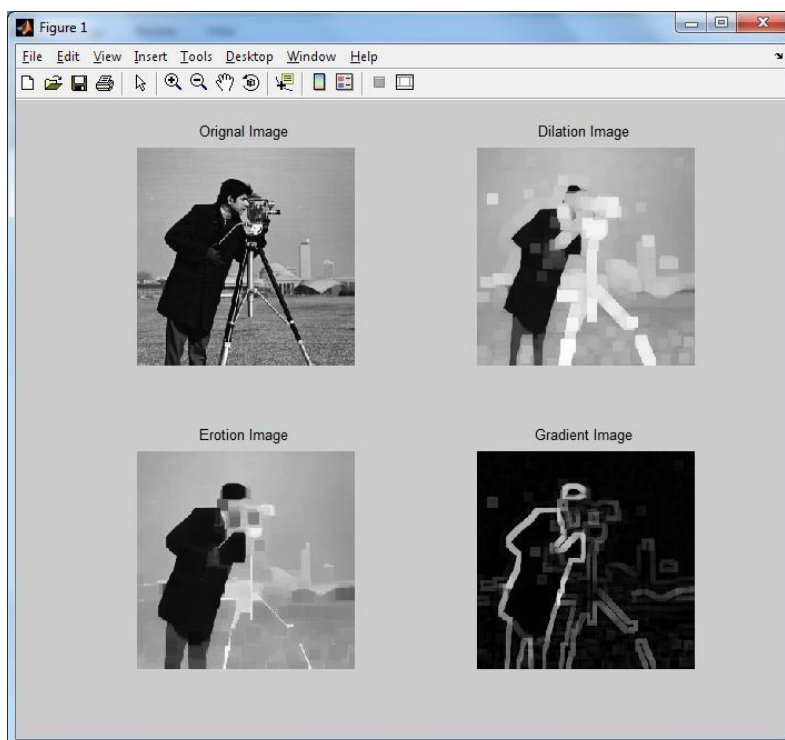 Figure 1
File Edit View Insert Tools Desktop Window Help
Orignal Image
Dilation Image
Erotion Image
Gradient Image